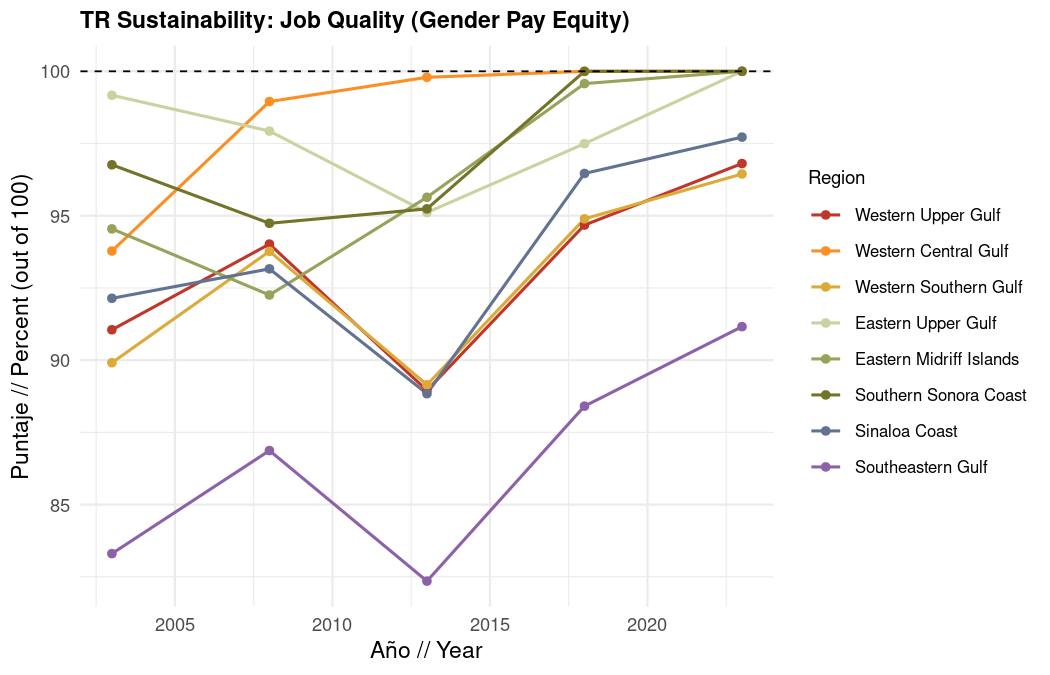 TR Sustainability: Job Quality (Gender Pay Equity)
Puntaje // Percent (out of 100)
100
95
90
85
2005 2010 2015 2020
Año // Year
Region
Western Upper Gulf
Western Central Gulf
Western Southern Gulf
Eastern Upper Gulf
Eastern Midriff Islands
Southern Sonora Coast
Sinaloa Coast
Southeastern Gulf